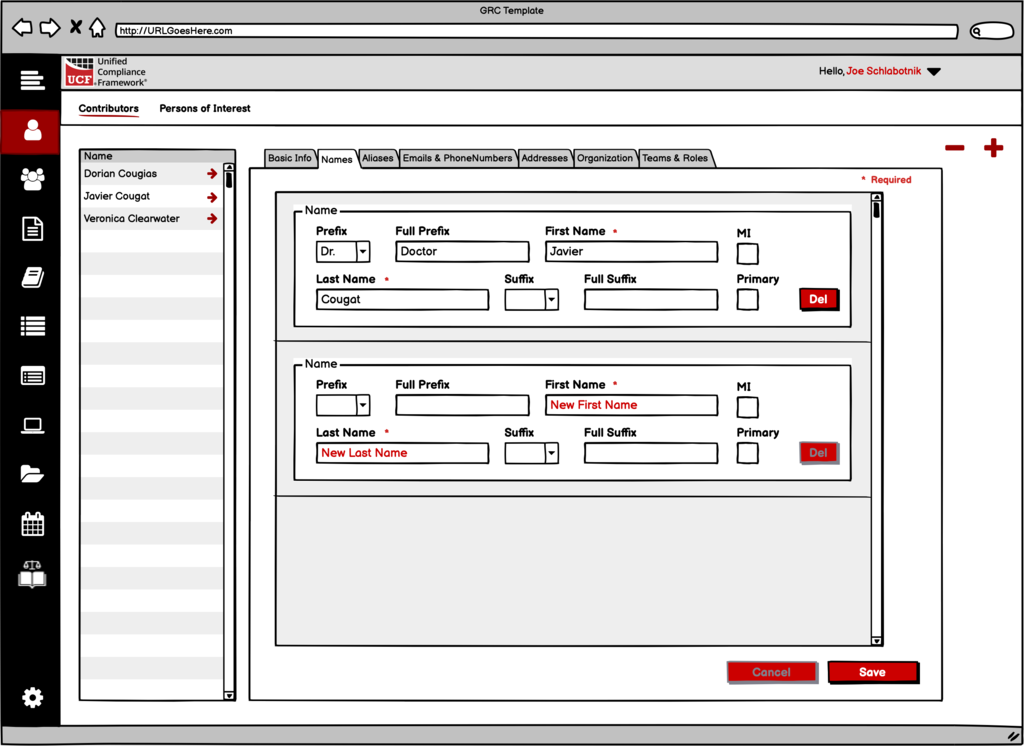 GRC Template
http://URLGoesHere.com
Unified
Compliance
Framework®
UCF
Hello, Joe Schlabotnik
Contributors Persons of Interest
Name
Dorian Cougias
Javier Cougat
Veronica Clearwater
Basic Info Names Aliases Emails & PhoneNumbers Addresses Organization Teams & Roles
* Required
Name
Prefix Full Prefix First Name * MI
Dr. Doctor Javier
Last Name * Suffix Full Suffix Primary
Cougat Del
Name
Prefix Full Prefix First Name * MI
New First Name
Last Name * Suffix Full Suffix Primary
New Last Name Del
Cancel Save